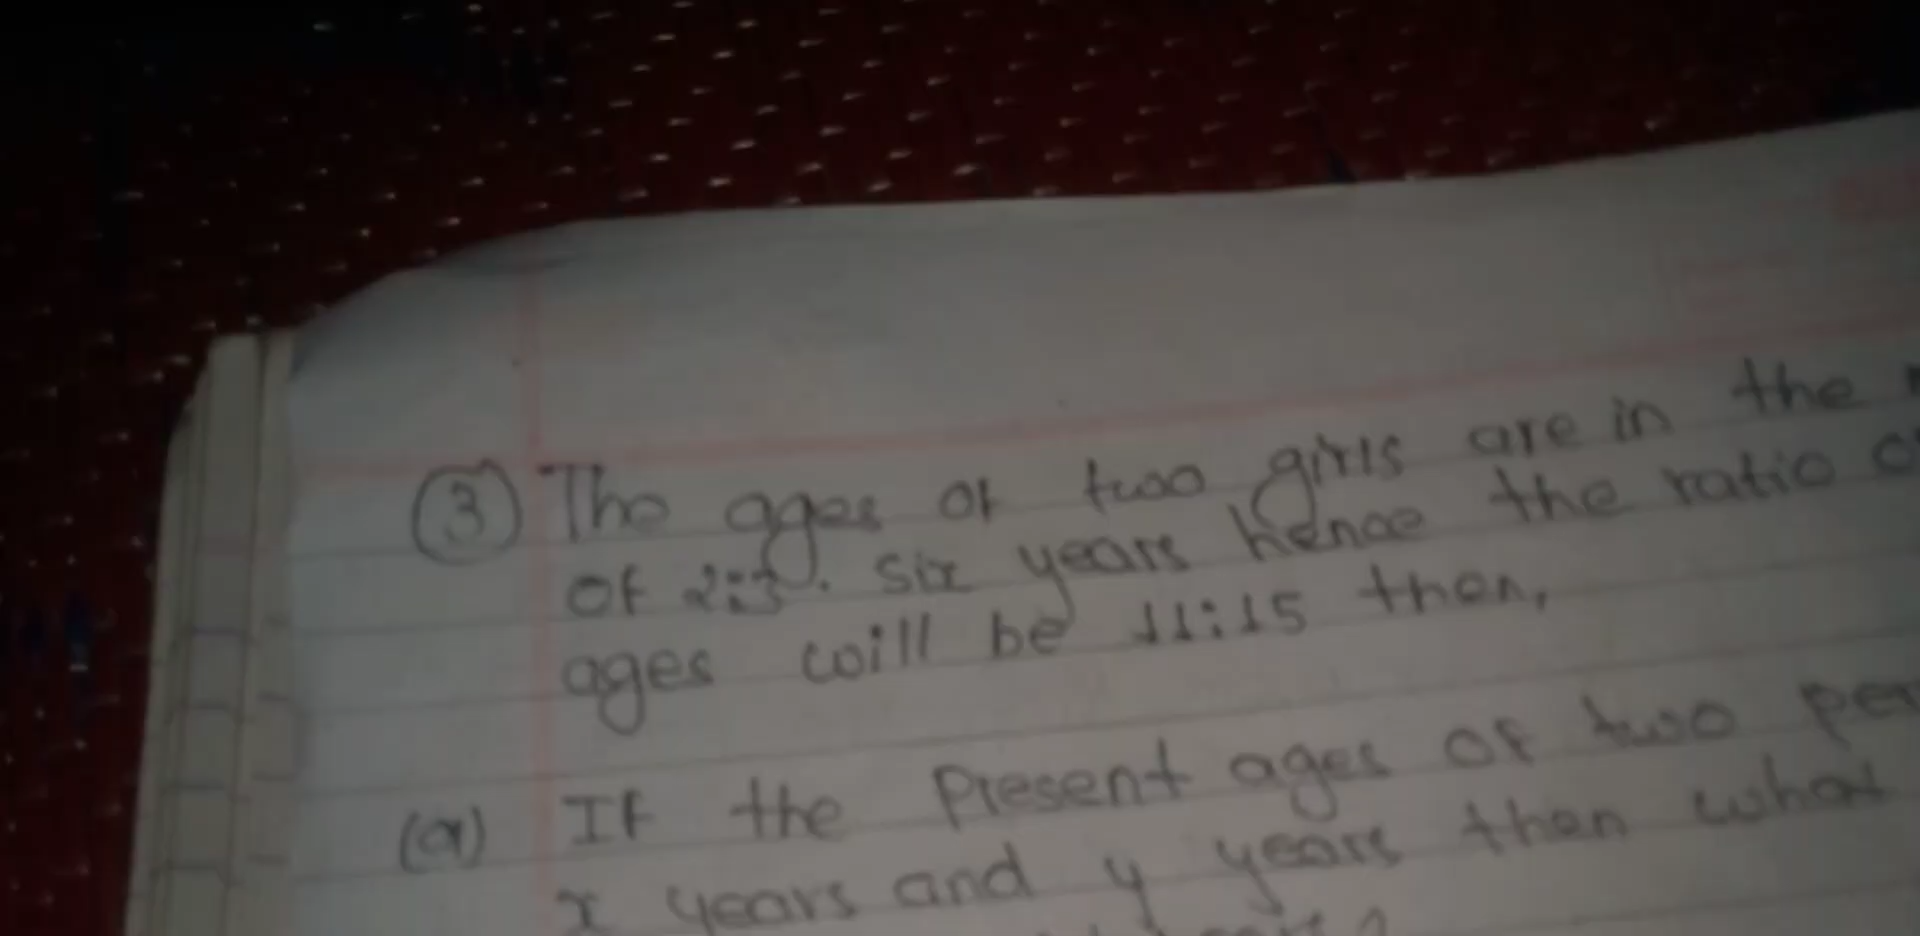 ③ The ages of two girls are in the
of 2:3. Six years hence the ratio
ages will be 11:15 then,
(a) If the Present ages of two
x years and y years then what